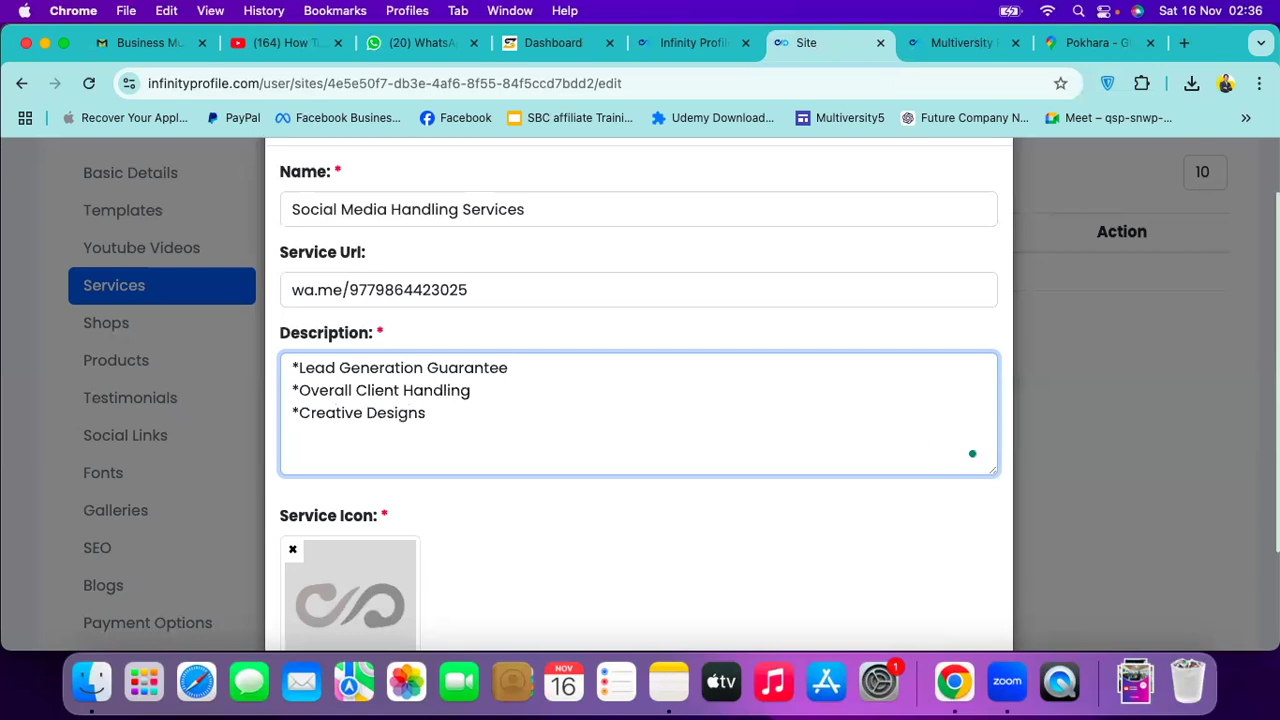 Chrome File Edit View History Bookmarks Profiles Tab Window Help Sat 16 Nov 02:36
Business Mu (164) How T (20) WhatsA Dashboard Infinity Profil Site Multiversity Pokhara - G
infinityprofile.com/user/sites/4e5e50f7-db3e-4af6-8f55-84f5ccd7bdd2/edit
Recover Your Appl... PayPal Facebook Business... Facebook SBC affiliate Traini... Udemy Download... Multiversity5 Future Company N... Meet – qsp-snwp-... »
Basic Details
Templates
Youtube Videos
Services
Shops
Products
Testimonials
Social Links
Fonts
Galleries
SEO
Blogs
Payment Options
Name: *
Social Media Handling Services
Service Url:
wa.me/9779864423025
Description: *
*Lead Generation Guarantee
*Overall Client Handling
*Creative Designs
Service Icon: *
10
Action
NOV
16
tv
1
zoom